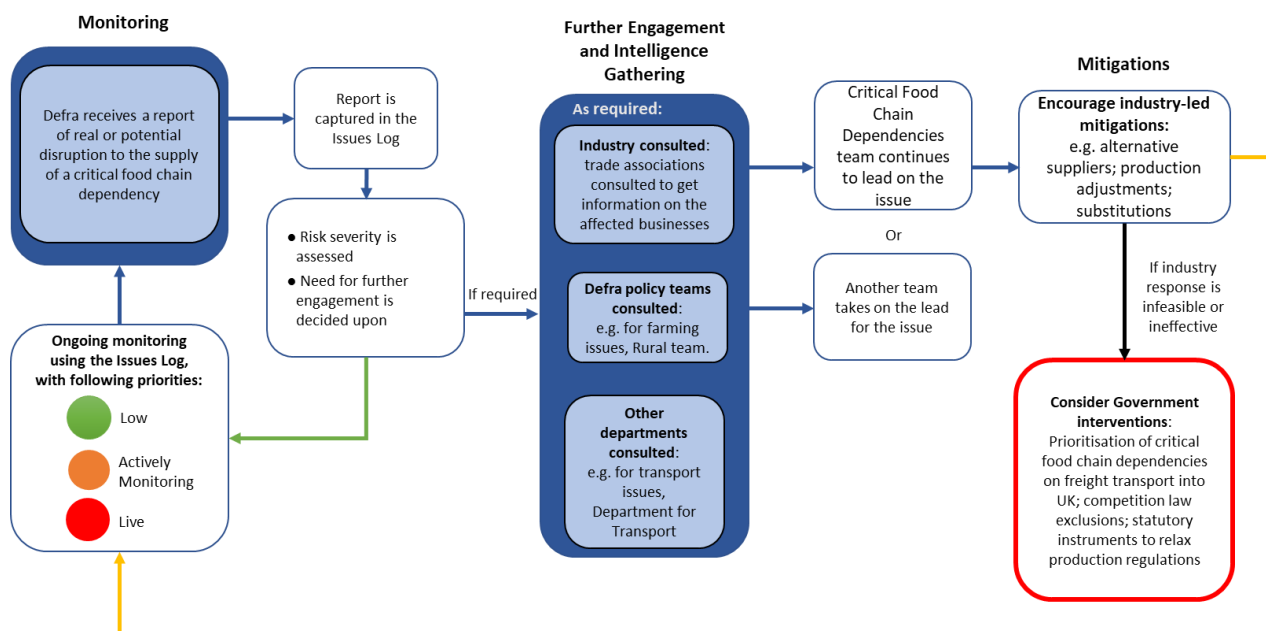 Monitoring
Defra receives a report
of real or potential
disruption to the supply
of a critical food chain
dependency
Report is
captured in the
Issues Log
● Risk severity is
assessed
● Need for further
engagement is
decided upon
If required
Ongoing monitoring
using the Issues Log,
with following priorities:
Low
Actively
Monitoring
Live
Further Engagement
and Intelligence
Gathering
As required:
Industry consulted:
trade associations
consulted to get
information on the
affected businesses
Defra policy teams
consulted:
e.g. for farming
issues, Rural team.
Other
departments
consulted:
e.g. for transport
issues,
Department for
Transport
Critical Food
Chain
Dependencies
team continues
to lead on the
issue
Or
Another team
takes on the lead
for the issue
Mitigations
Encourage industry-led
mitigations:
e.g. alternative
suppliers; production
adjustments;
substitutions
If industry
response is
infeasible or
ineffective
Consider Government
interventions:
Prioritisation of critical
food chain dependencies
on freight transport into
UK; competition law
exclusions; statutory
instruments to relax
production regulations